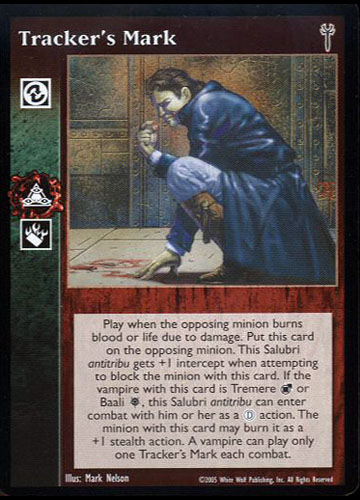 Tracker's Mark
Play when the opposing minion burns
blood or life due to damage. Put this card
on the opposing minion. This Salubri
antitribu gets +1 intercept when attempting
to block the minion with this card. If the
vampire with this card is Tremere or
Baali , this Salubri antitribu can enter
combat with him or her as a D action. The
minion with this card may burn it as a
+1 stealth action. A vampire can play only
one Tracker's Mark each combat.
Illus: Mark Nelson
©2005 White Wolf Publishing, Inc. All Rights Reserved